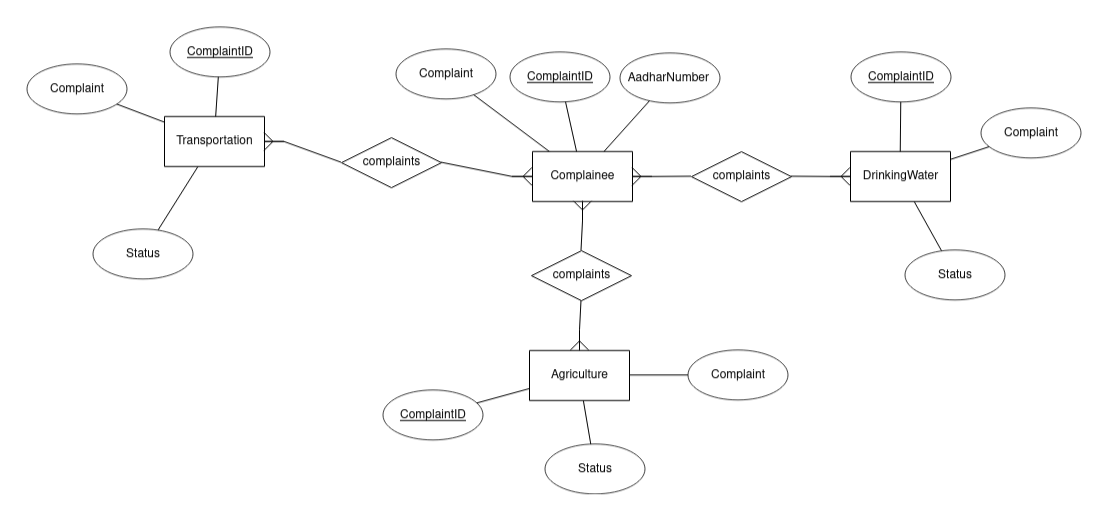 ComplaintID
Complaint
Transportation
Status
complaints
Complaint
ComplaintID
AadharNumber
Complainee
complaints
ComplaintID
Complaint
DrinkingWater
Status
complaints
Agriculture
Complaint
ComplaintID
Status